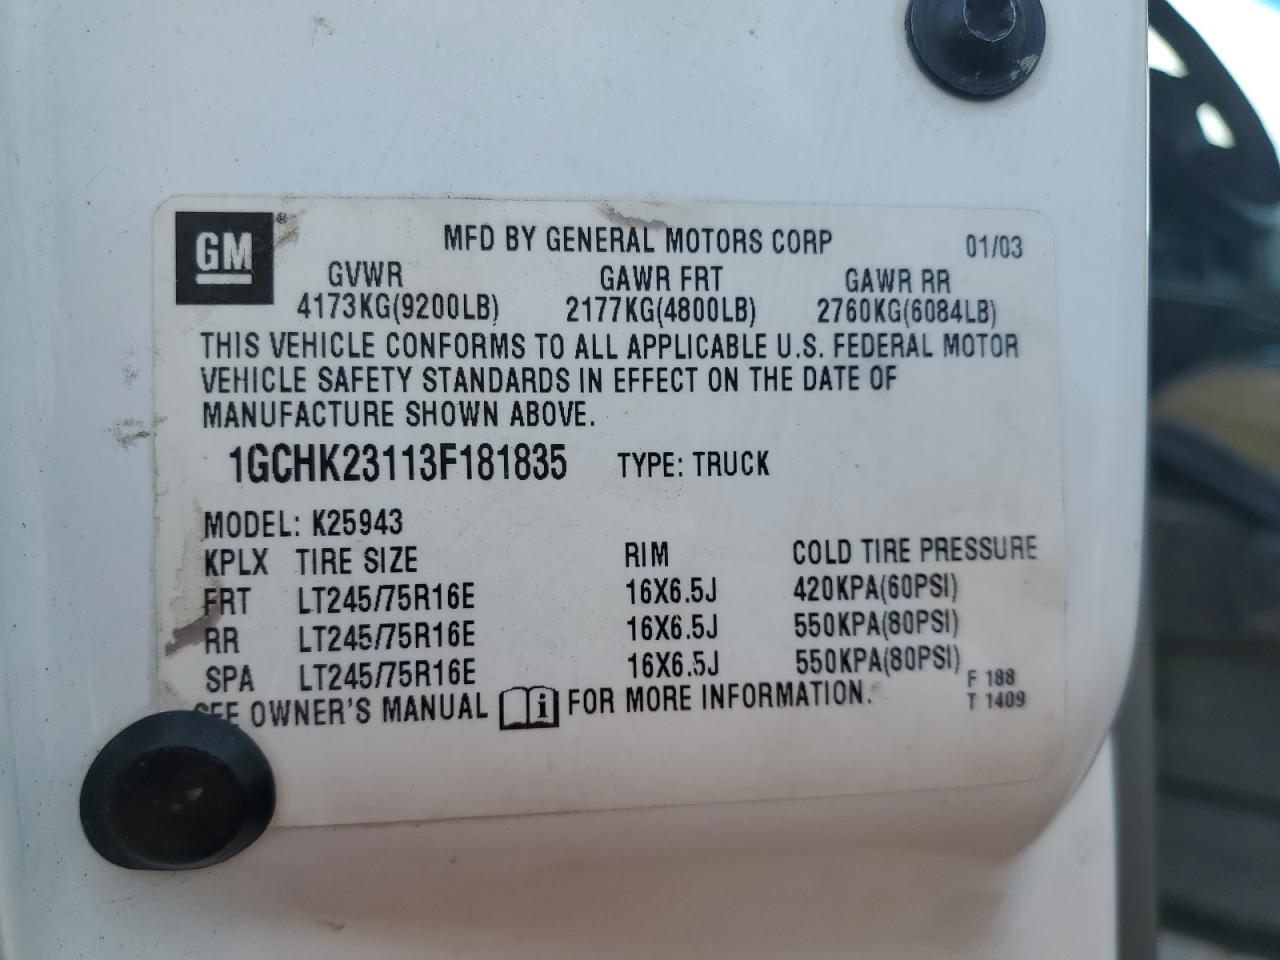 GM ® MFD BY GENERAL MOTORS CORP 01/03
GVWR GAWR FRT GAWR RR
4173KG(9200LB) 2177KG(4800LB) 2760KG(6084LB)
THIS VEHICLE CONFORMS TO ALL APPLICABLE U.S. FEDERAL MOTOR
VEHICLE SAFETY STANDARDS IN EFFECT ON THE DATE OF
MANUFACTURE SHOWN ABOVE.
1GCHK23113F181835 TYPE: TRUCK
MODEL: K25943
KPLX TIRE SIZE RIM COLD TIRE PRESSURE
FRT LT245/75R16E 16X6.5J 420KPA(60PSI)
RR LT245/75R16E 16X6.5J 550KPA(80PSI)
SPA LT245/75R16E 16X6.5J 550KPA(80PSI) F 188
SEE OWNER'S MANUAL i FOR MORE INFORMATION. T 1409